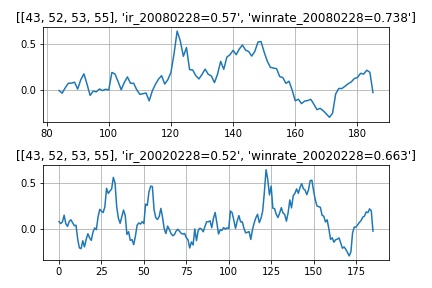 [[43, 52, 53, 55], 'ir_20080228=0.57', 'winrate_20080228=0.738']
0.5
0.0
80 100 120 140 160 180
[[43, 52, 53, 55], 'ir_20020228=0.52', 'winrate_20020228=0.663']
0.5
0.0
0 25 50 75 100 125 150 175